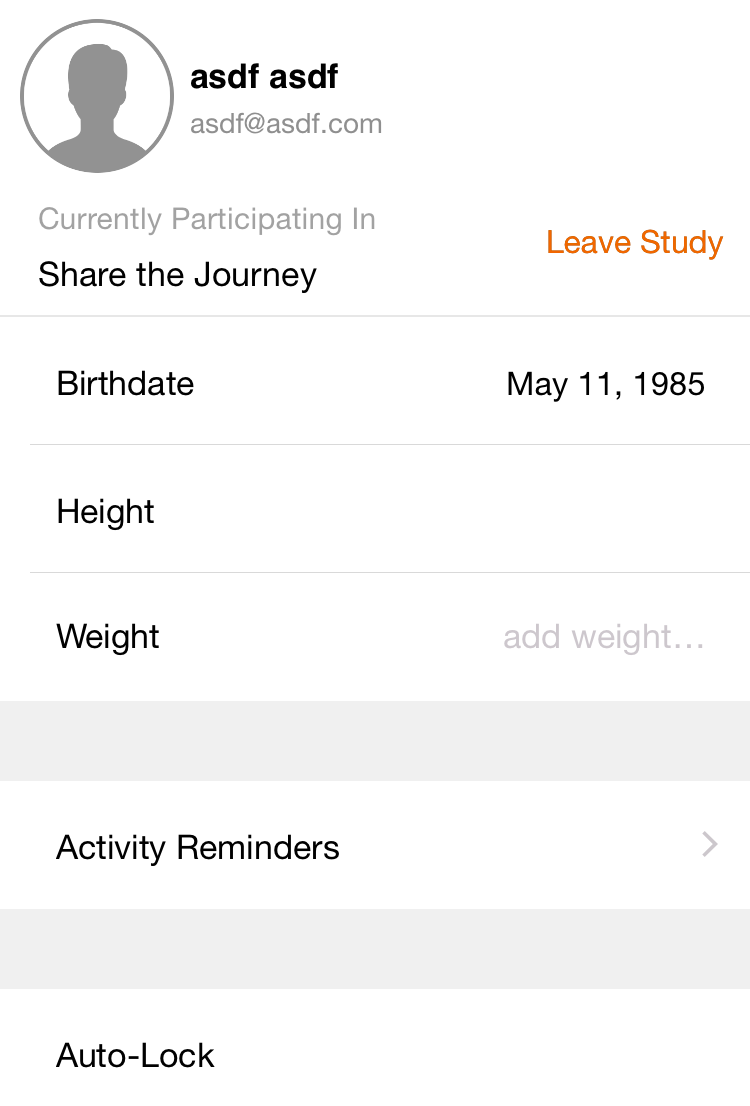 asdf asdf
asdf@asdf.com
Currently Participating In
Leave Study
Share the Journey
Birthdate May 11, 1985
Height
Weight add weight...
Activity Reminders
Auto-Lock